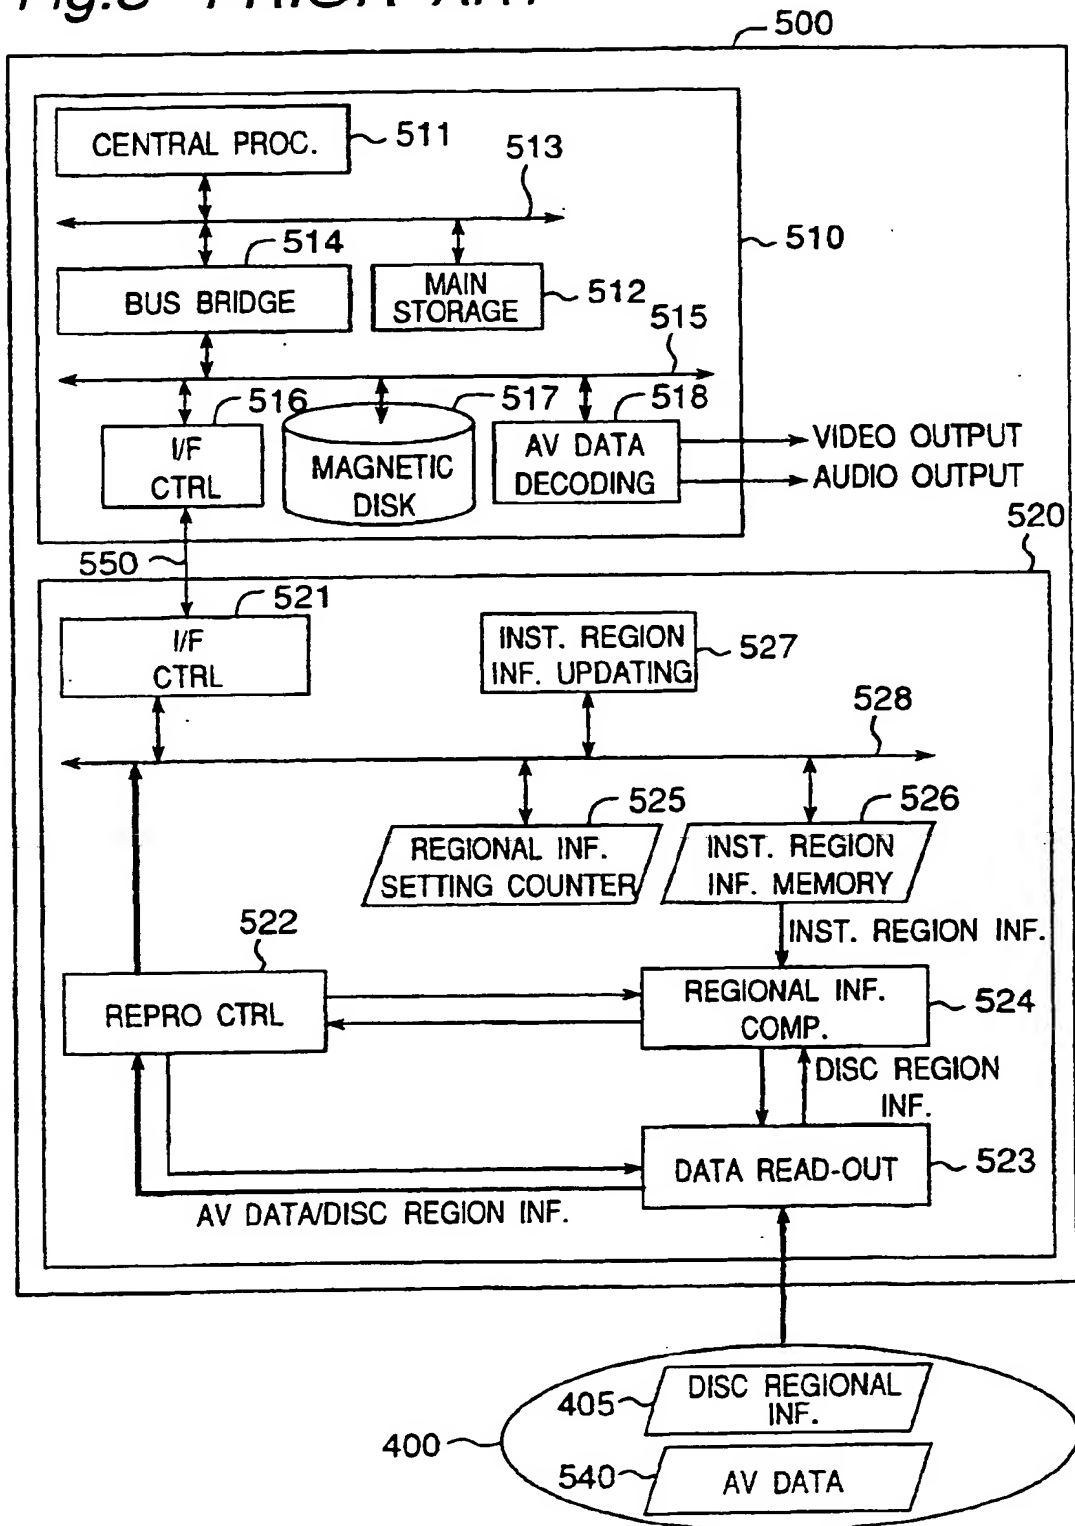 Fig.8 PRIOR ART
500
CENTRAL PROC.
511
513
510
514
BUS BRIDGE
MAIN
STORAGE
512
515
516
I/F
CTRL
517
MAGNETIC
DISK
518
AV DATA
DECODING
VIDEO OUTPUT
AUDIO OUTPUT
550
520
521
I/F
CTRL
INST. REGION
INF. UPDATING
527
528
525
REGIONAL INF.
SETTING COUNTER
526
INST. REGION
INF. MEMORY
INST. REGION INF.
522
REPRO CTRL
REGIONAL INF.
COMP.
524
DISC REGION
INF.
DATA READ-OUT
523
AV DATA/DISC REGION INF.
405
DISC REGIONAL
INF.
400
540
AV DATA